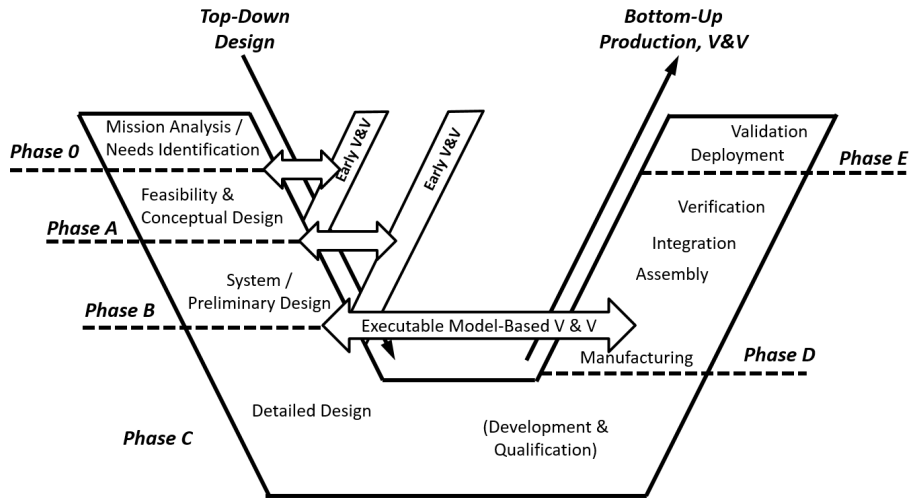 Top-Down
Design
Bottom-Up
Production, V&V
Mission Analysis /
Needs Identification
Phase 0
Early V&V
Early V&V
Validation
Deployment
Phase E
Feasibility &
Conceptual Design
Phase A
Verification
Integration
Assembly
System /
Preliminary Design
Phase B
Executable Model-Based V & V
Manufacturing
Phase D
Detailed Design
(Development &
Qualification)
Phase C